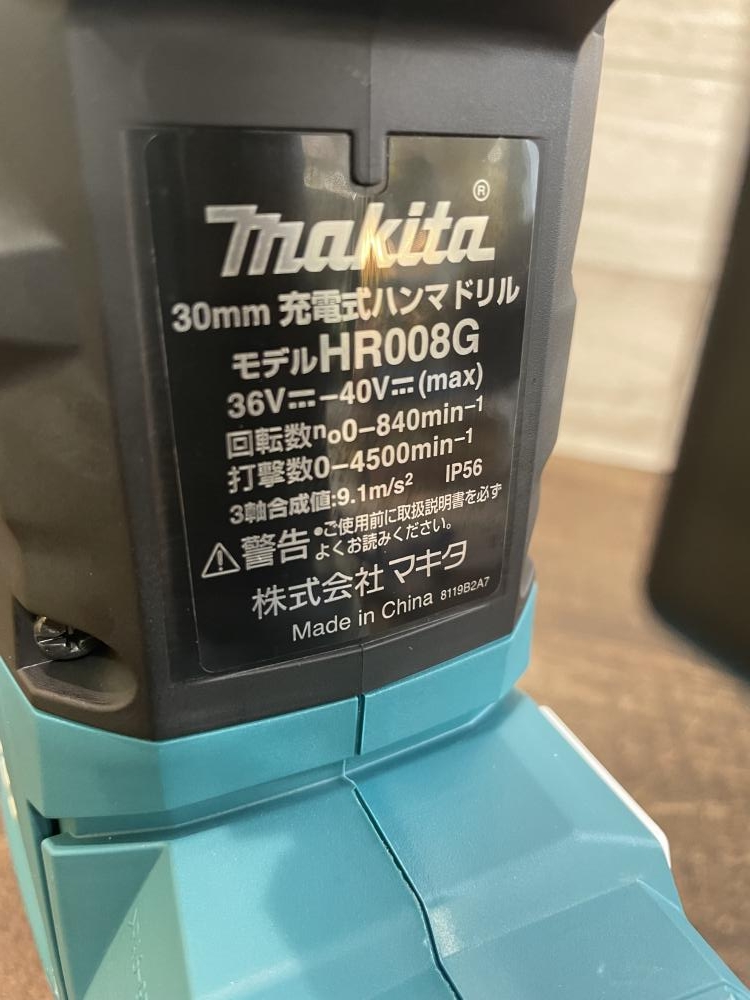 makita®
30mm 充電式ハンマドリル
モデルHR008G
36V⎓–40V⎓(max)
回転数n₀0–840min⁻¹
打撃数0–4500min⁻¹
3軸合成値:9.1m/s² IP56
⚠警告 •ご使用前に取扱説明書を必ず
よくお読みください。
株式会社 マキタ
Made in China 8119B2A7